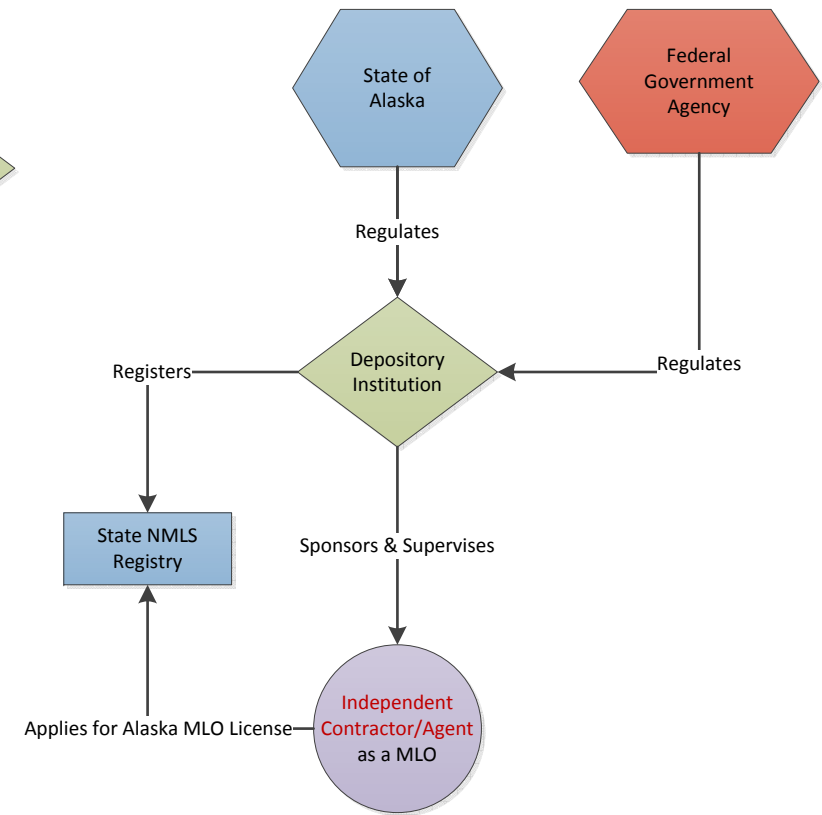 State of
Alaska
Federal
Government
Agency
Regulates
Depository
Institution
Regulates
Registers
State NMLS
Registry
Sponsors & Supervises
Independent
Contractor/Agent
as a MLO
Applies for Alaska MLO License